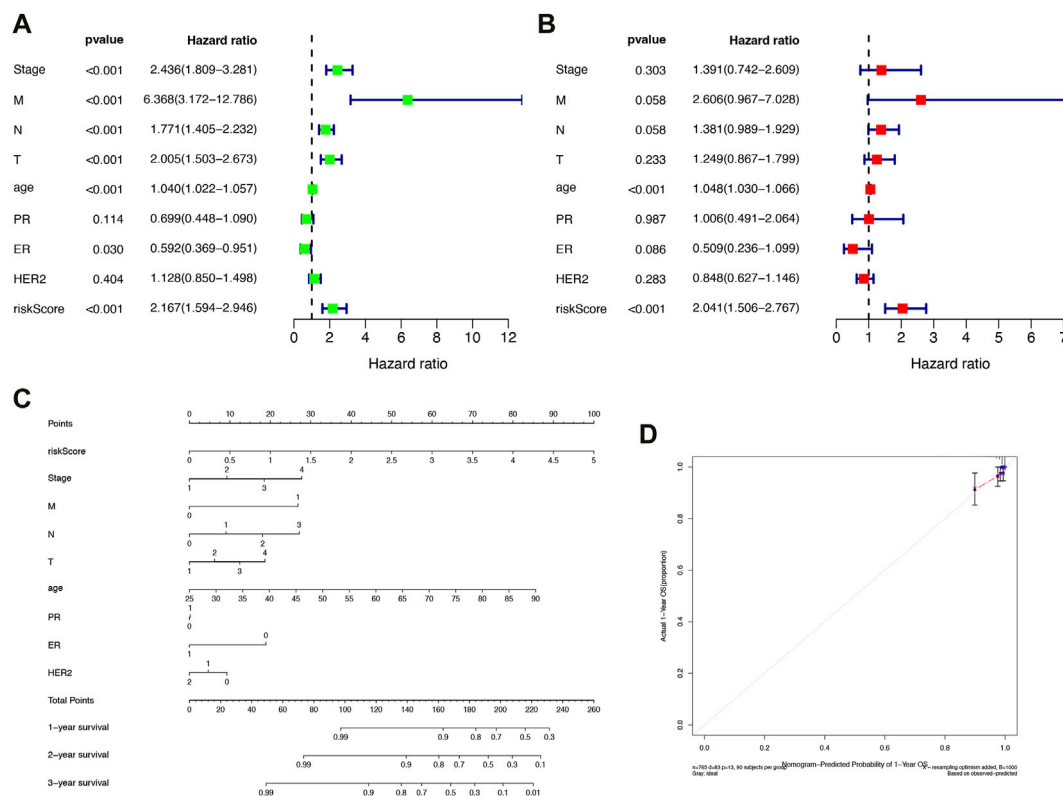 A
pvalue Hazard ratio
Stage <0.001 2.436(1.809−3.281)
M <0.001 6.368(3.172−12.786)
N <0.001 1.771(1.405−2.232)
T <0.001 2.005(1.503−2.673)
age <0.001 1.040(1.022−1.057)
PR 0.114 0.699(0.448−1.090)
ER 0.030 0.592(0.369−0.951)
HER2 0.404 1.128(0.850−1.498)
riskScore <0.001 2.167(1.594−2.946)
0 2 4 6 8 10 12
Hazard ratio
B
pvalue Hazard ratio
Stage 0.303 1.391(0.742−2.609)
M 0.058 2.606(0.967−7.028)
N 0.058 1.381(0.989−1.929)
T 0.233 1.249(0.867−1.799)
age <0.001 1.048(1.030−1.066)
PR 0.987 1.006(0.491−2.064)
ER 0.086 0.509(0.236−1.099)
HER2 0.283 0.848(0.627−1.146)
riskScore <0.001 2.041(1.506−2.767)
0 1 2 3 4 5 6 7
Hazard ratio
C
0 10 20 30 40 50 60 70 80 90 100
Points
riskScore
0 0.5 1 1.5 2 2.5 3 3.5 4 4.5 5
2 4
Stage
1 3
1
M
0
1 3
N
0 2
2 4
T
1 3
age
25 30 35 40 45 50 55 60 65 70 75 80 85 90
1
PR
0
0
ER
1
1
HER2
2 0
Total Points
0 20 40 60 80 100 120 140 160 180 200 220 240 260
1−year survival
0.99 0.9 0.8 0.7 0.5 0.31
2−year survival
0.99 0.9 0.8 0.7 0.5 0.3 0.1
3−year survival
0.99 0.9 0.8 0.7 0.5 0.3 0.1 0.01
D
Actual 1−Year OS(proportion)
1.0
0.8
0.6
0.4
0.2
0.0
0.0 0.2 0.4 0.6 0.8 1.0
Nomogram−Predicted Probability of 1−Year OS
n=765 d=83 p=13, 90 subjects per group
Gray: ideal
X − resampling optimism added, B=1000
Based on observed−predicted